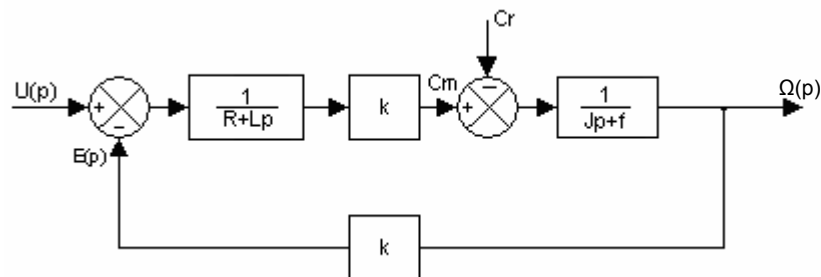 Cr
U(p)
+
−
1
R+Lp
k
Cm
+
−
1
Jp+f
Ω(p)
E(p)
k